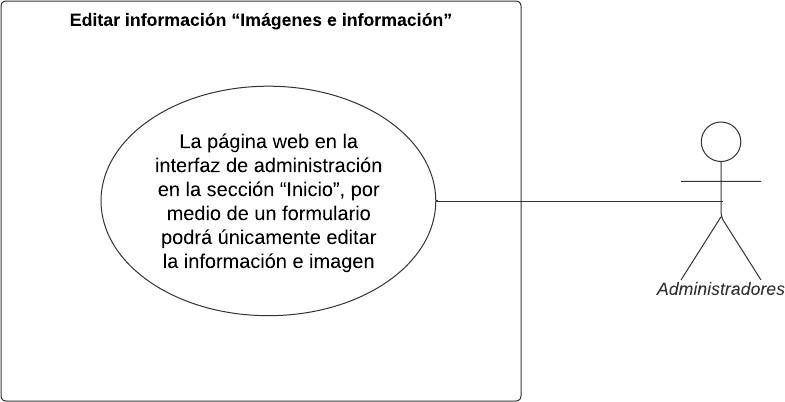 Editar información “Imágenes e información”
La página web en la
interfaz de administración
en la sección “Inicio”, por
medio de un formulario
podrá únicamente editar
la información e imagen
Administradores